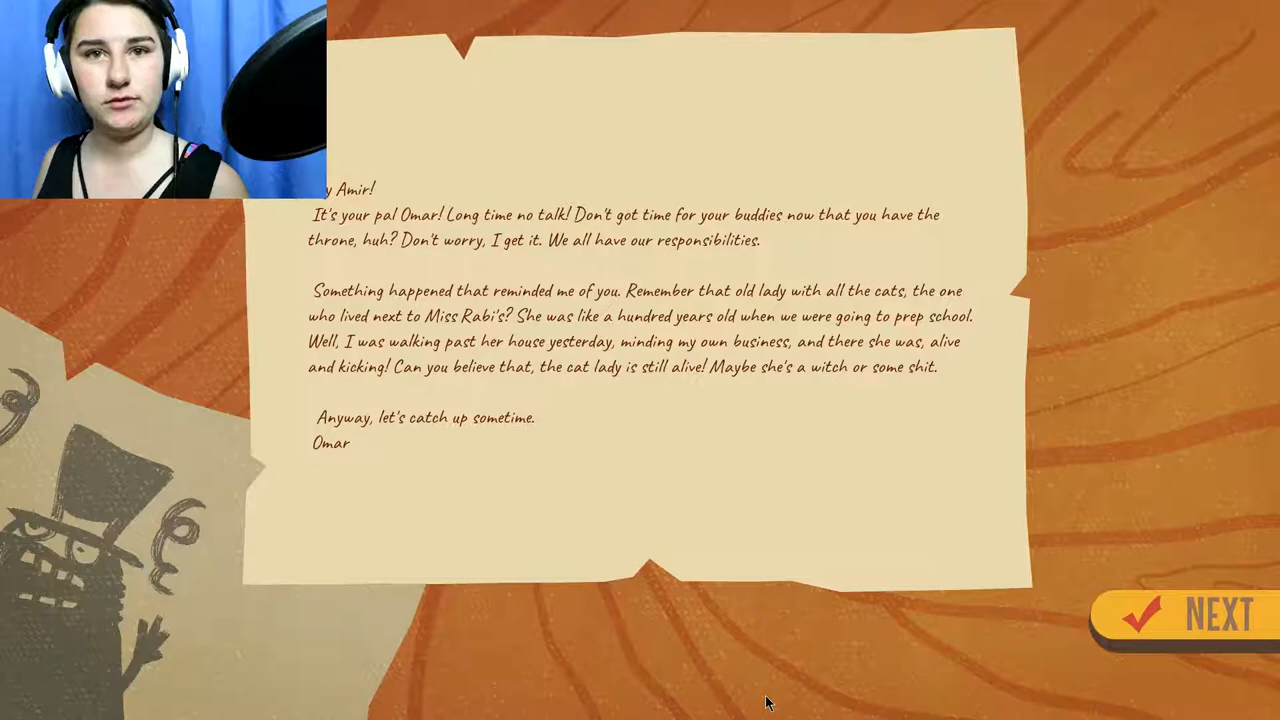 y Amir!
It's your pal Omar! Long time no talk! Don't got time for your buddies now that you have the
throne, huh? Don't worry, I get it. We all have our responsibilities.
Something happened that reminded me of you. Remember that old lady with all the cats, the one
who lived next to Miss Rabi's? She was like a hundred years old when we were going to prep school.
Well, I was walking past her house yesterday, minding my own business, and there she was, alive
and kicking! Can you believe that, the cat lady is still alive! Maybe she's a witch or some shit.
Anyway, let's catch up sometime.
Omar
NEXT